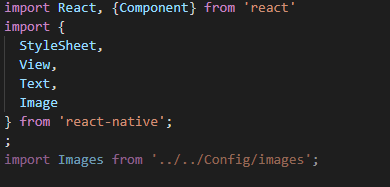 import React, {Component} from 'react'
import {
  StyleSheet,
  View,
  Text,
  Image
} from 'react-native';
;
import Images from '../../Config/images';